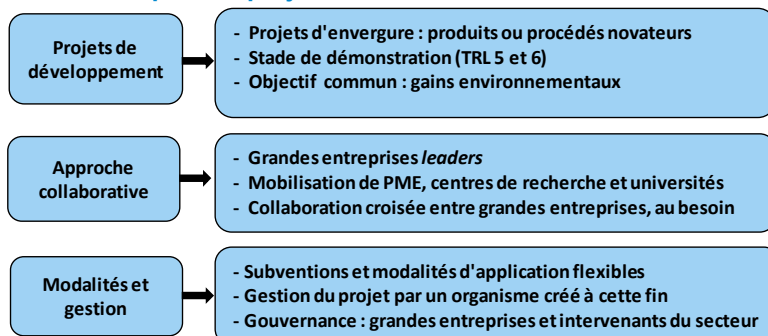 Projets de
développement
- Projets d'envergure : produits ou procédés novateurs
- Stade de démonstration (TRL 5 et 6)
- Objectif commun : gains environnementaux
Approche
collaborative
- Grandes entreprises leaders
- Mobilisation de PME, centres de recherche et universités
- Collaboration croisée entre grandes entreprises, au besoin
Modalités et
gestion
- Subventions et modalités d'application flexibles
- Gestion du projet par un organisme créé à cette fin
- Gouvernance : grandes entreprises et intervenants du secteur